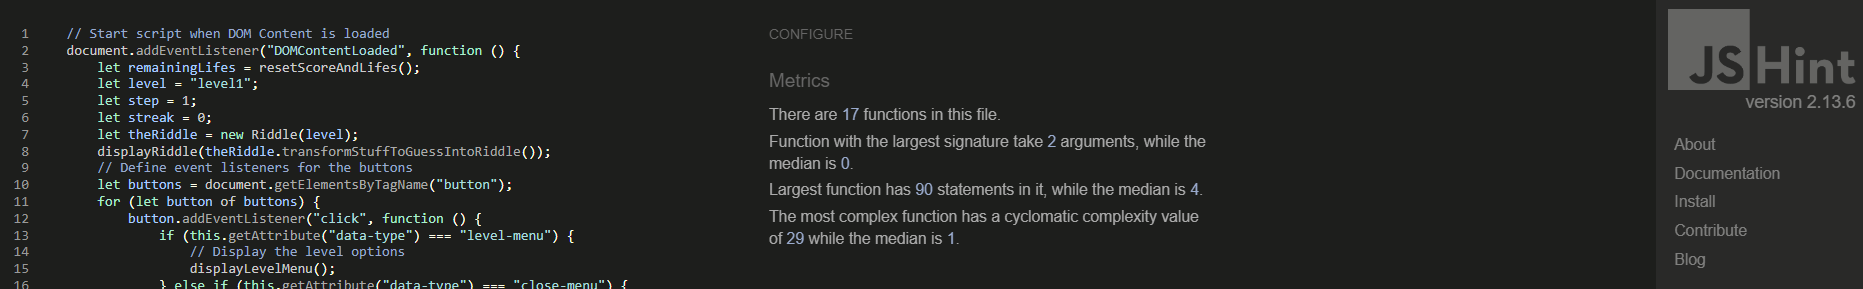 1 // Start script when DOM Content is loaded
2 document.addEventListener("DOMContentLoaded", function () {
3 let remainingLifes = resetScoreAndLifes();
4 let level = "level1";
5 let step = 1;
6 let streak = 0;
7 let theRiddle = new Riddle(level);
8 displayRiddle(theRiddle.transformStuffToGuessIntoRiddle());
9 // Define event listeners for the buttons
10 let buttons = document.getElementsByTagName("button");
11 for (let button of buttons) {
12 button.addEventListener("click", function () {
13 if (this.getAttribute("data-type") === "level-menu") {
14 // Display the level options
15 displayLevelMenu();
16 } else if (this.getAttribute("data-type") === "close-menu") {
CONFIGURE
Metrics
There are 17 functions in this file.
Function with the largest signature take 2 arguments, while the
median is 0.
Largest function has 90 statements in it, while the median is 4.
The most complex function has a cyclomatic complexity value
of 29 while the median is 1.
JSHint
version 2.13.6
About
Documentation
Install
Contribute
Blog